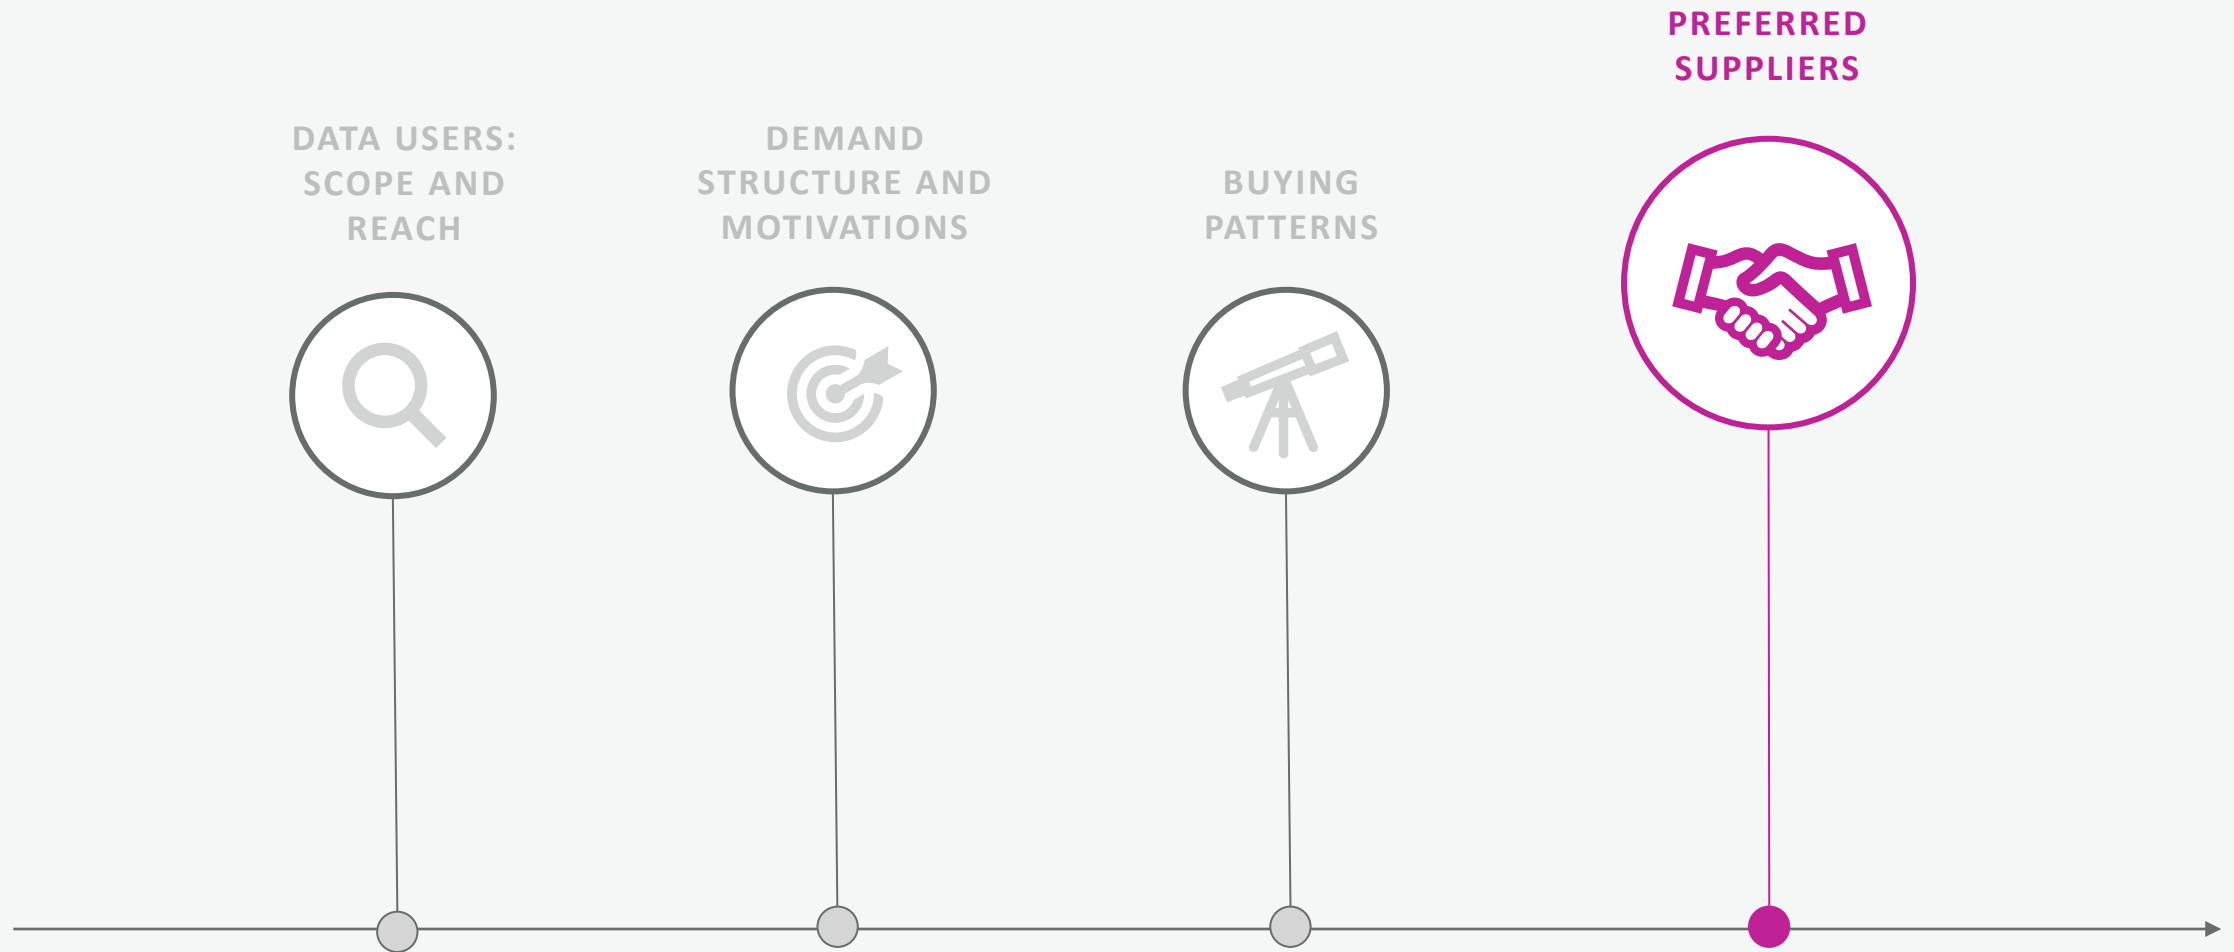 DATA USERS:
SCOPE AND
REACH
DEMAND
STRUCTURE AND
MOTIVATIONS
BUYING
PATTERNS
PREFERRED
SUPPLIERS